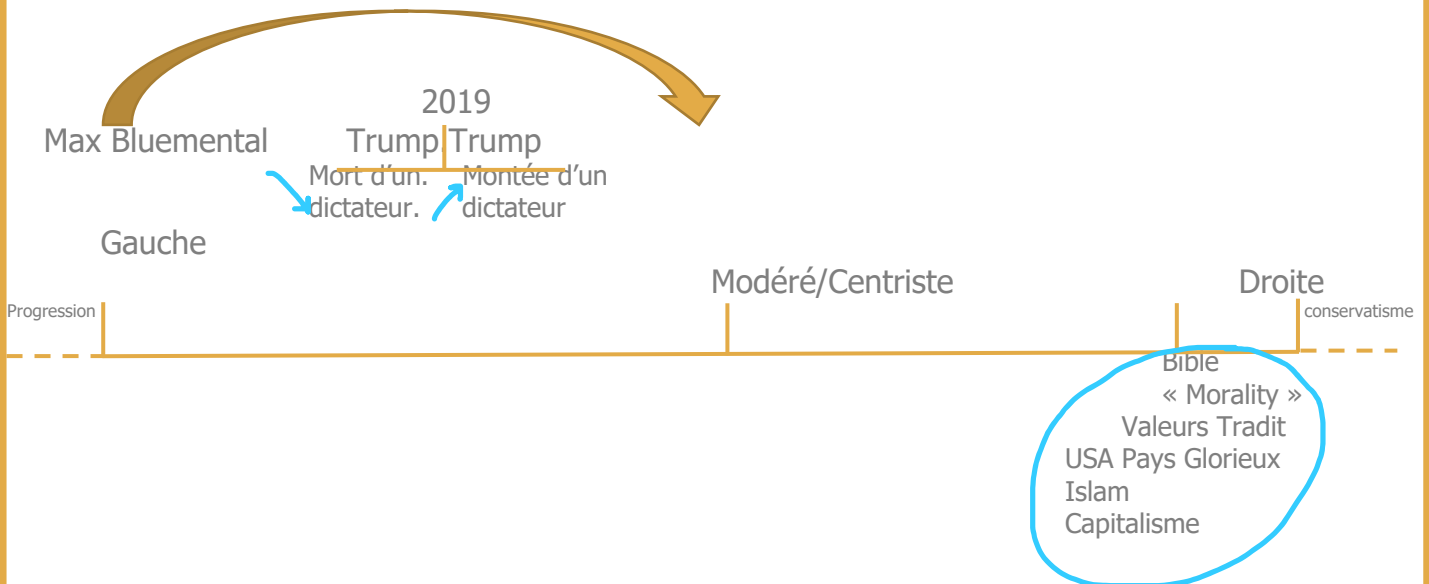 2019
Max Bluemental
Trump Trump
Mort d'un. Montée d'un
dictateur. dictateur
Gauche
Modéré/Centriste
Droite
Progression
conservatisme
Bible
« Morality »
Valeurs Tradit
USA Pays Glorieux
Islam
Capitalisme